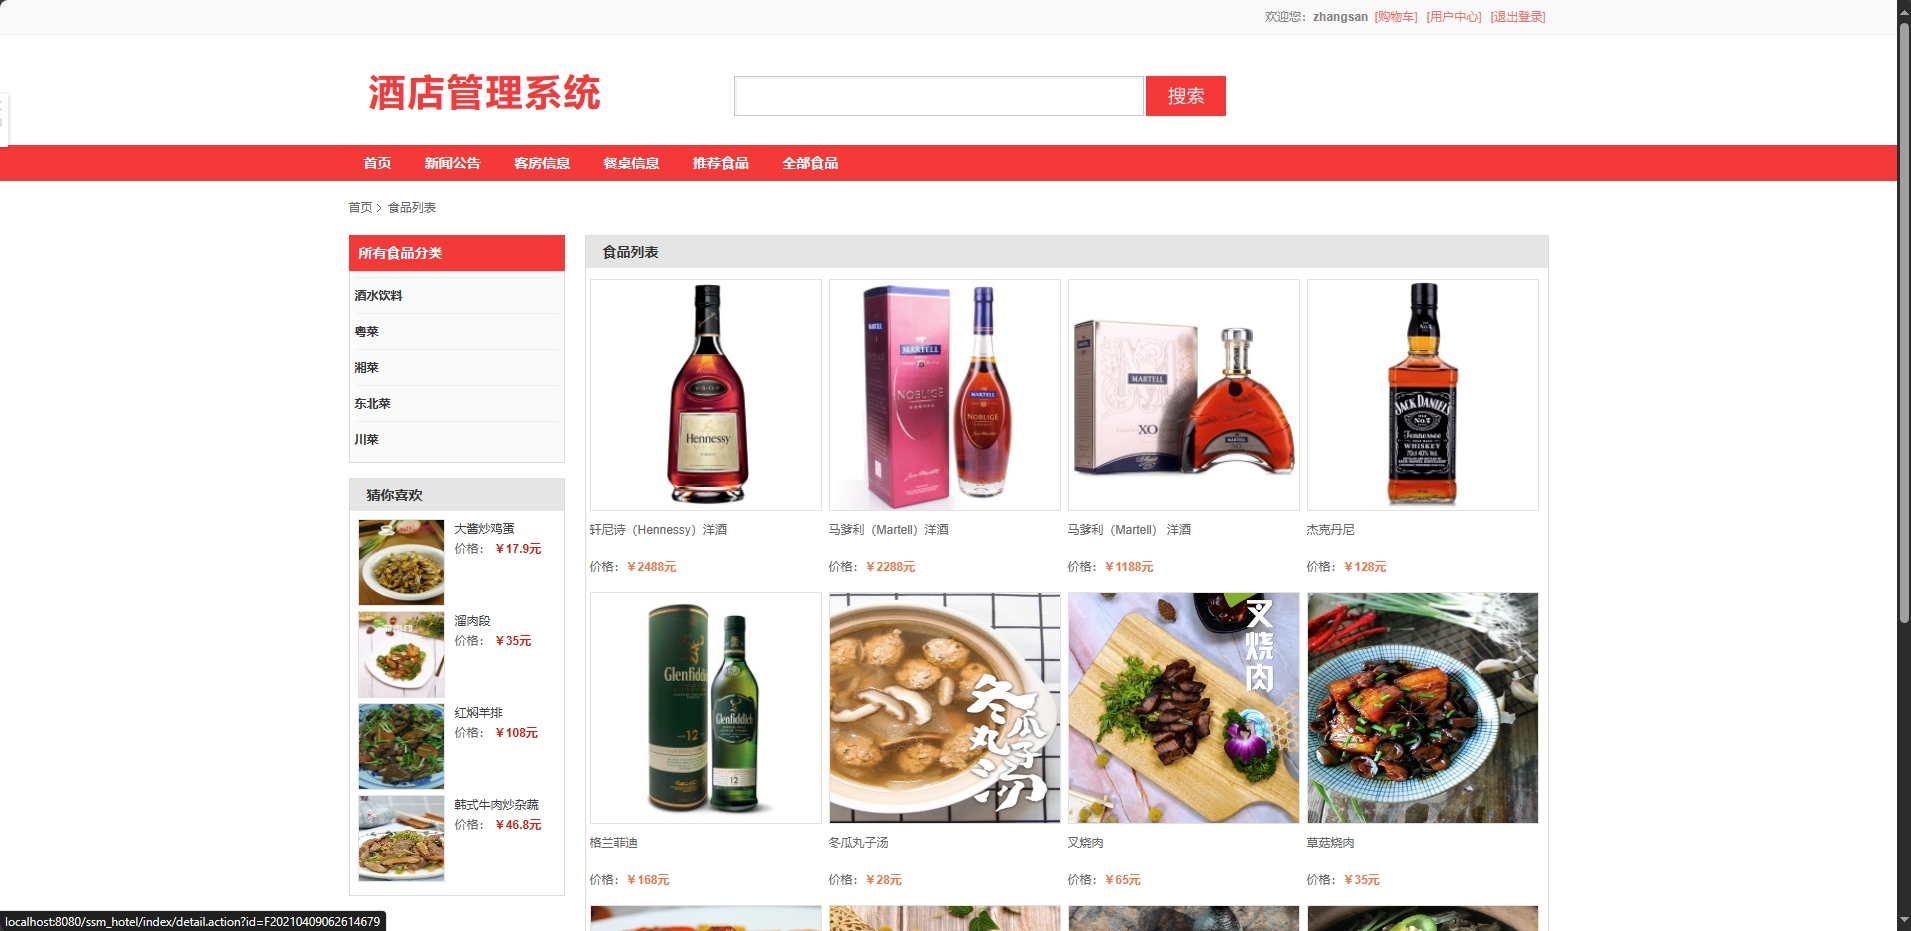 欢迎您：zhangsan [购物车] [用户中心] [退出登录]
酒店管理系统
搜索
首页 新闻公告 客房信息 餐桌信息 推荐食品 全部食品
首页 > 食品列表
所有食品分类
酒水饮料
粤菜
湘菜
东北菜
川菜
猜你喜欢
大酱炒鸡蛋
价格：￥17.9元
溜肉段
价格：￥35元
红焖羊排
价格：￥108元
韩式牛肉炒杂蔬
价格：￥46.8元
食品列表
V.S.O.P
Hennessy
MARTELL
NOBLIGE
COGNAC
MARTELL
NOBLIGE
MARTELL
XO
JACK DANIEL'S
OLD
No.7
Tennessee
WHISKEY
70cl 40% Vol.
轩尼诗（Hennessy）洋酒
价格：￥2488元
马爹利（Martell）洋酒
价格：￥2288元
马爹利（Martell） 洋酒
价格：￥1188元
杰克丹尼
价格：￥128元
Glenfiddich
12
Glenfiddich
12
冬瓜丸子汤
叉烧肉
格兰菲迪
价格：￥168元
冬瓜丸子汤
价格：￥28元
叉烧肉
价格：￥65元
草菇烧肉
价格：￥35元
localhost:8080/ssm_hotel/index/detail.action?id=F20210409062614679